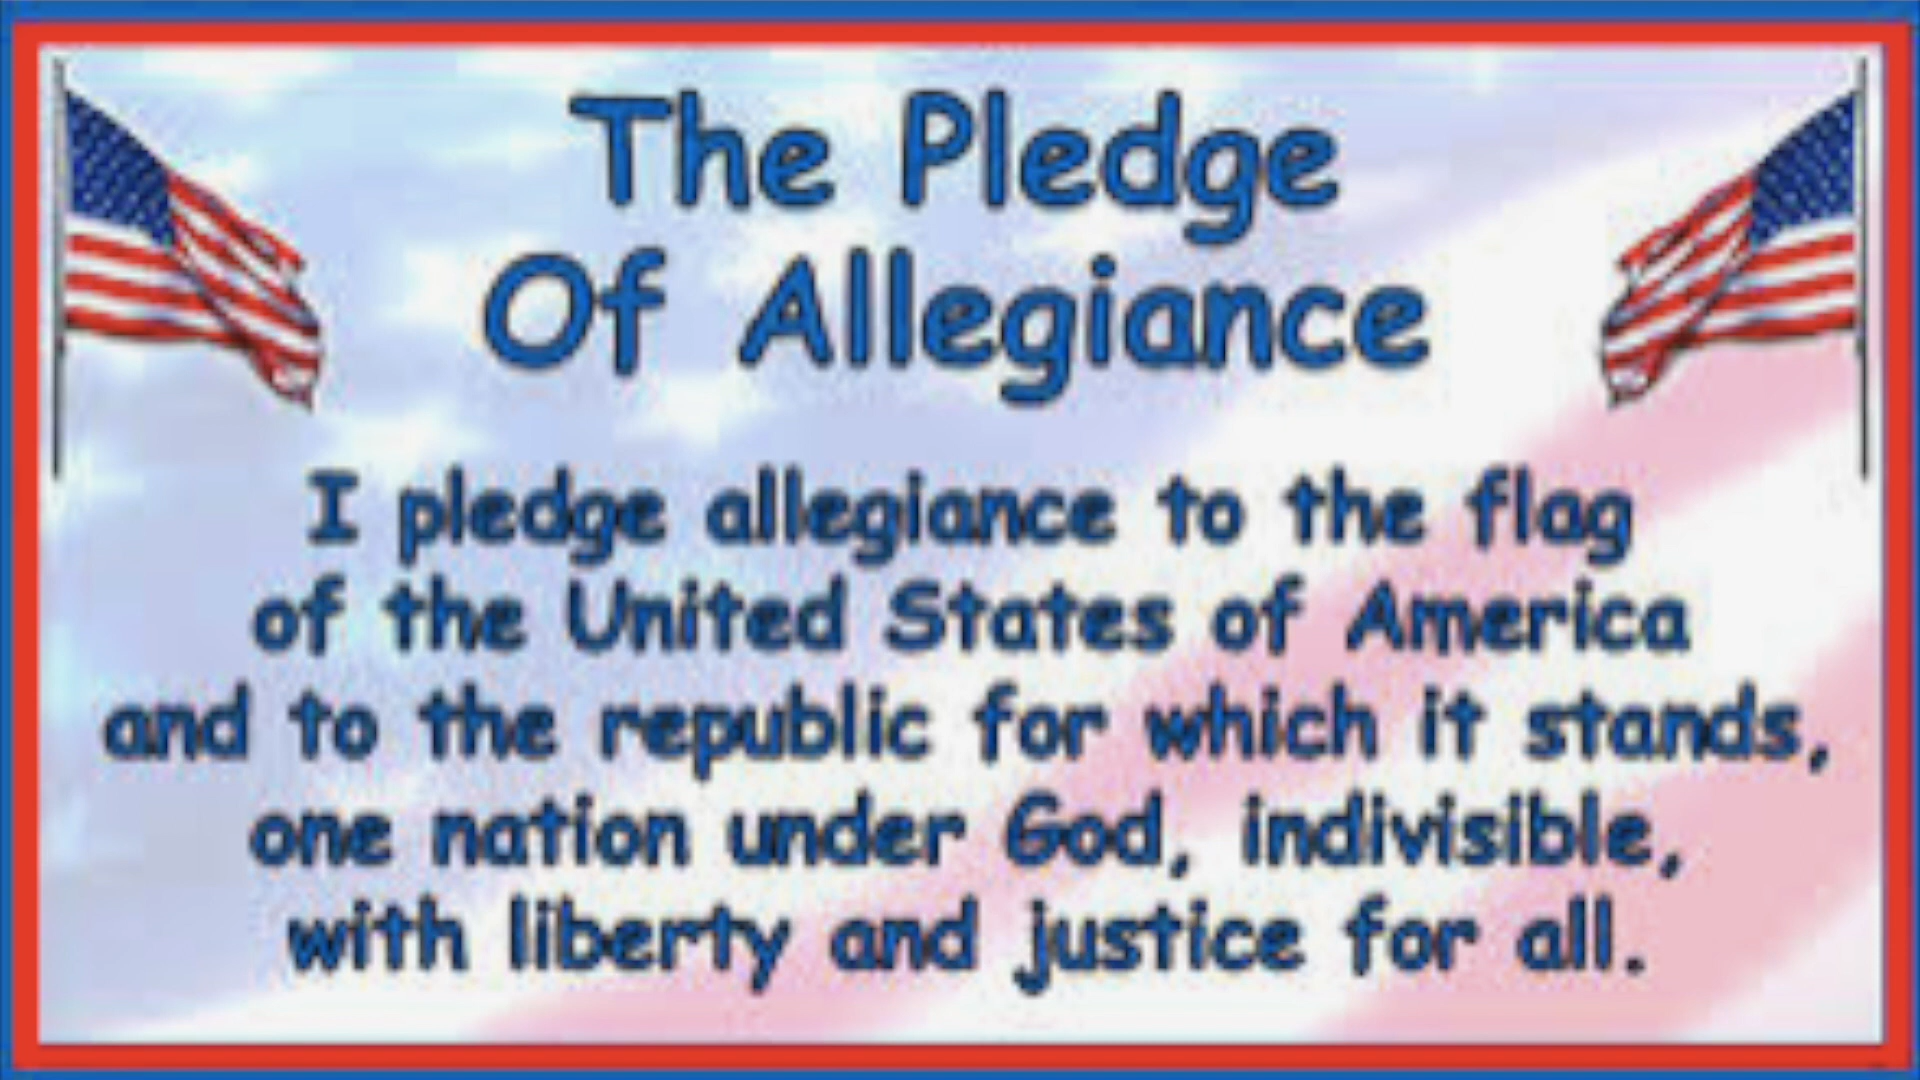 The Pledge
Of Allegiance
I pledge allegiance to the flag
of the United States of America
and to the republic for which it stands,
one nation under God, indivisible,
with liberty and justice for all.